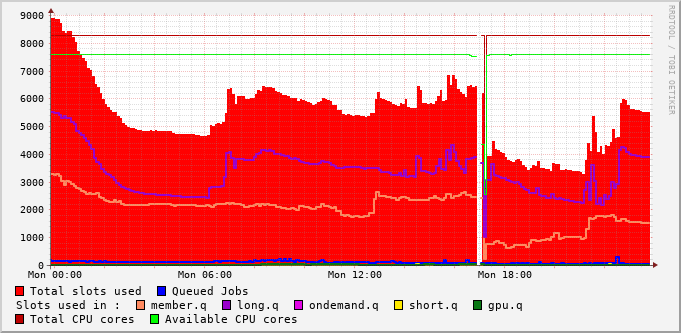 9000
8000
7000
6000
5000
4000
3000
2000
1000
0
Mon 00:00 Mon 06:00 Mon 12:00 Mon 18:00
Total slots used Queued Jobs
Slots used in : member.q long.q ondemand.q short.q gpu.q
Total CPU cores Available CPU cores
RRDTOOL / TOBI OETIKER